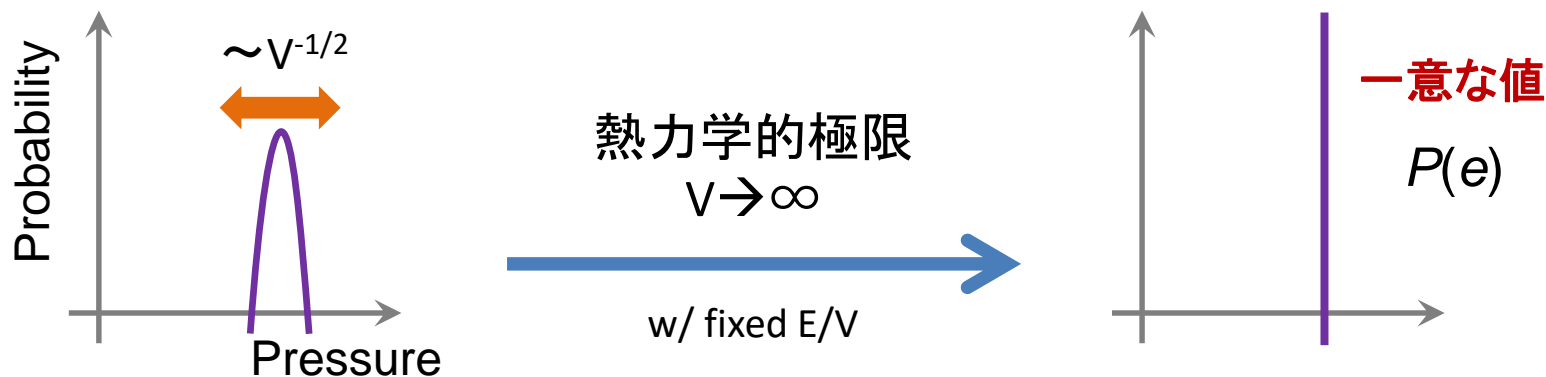 Probability
~V-1/2
Pressure
熱力学的極限
V→∞
w/ fixed E/V
一意な値
P(e)